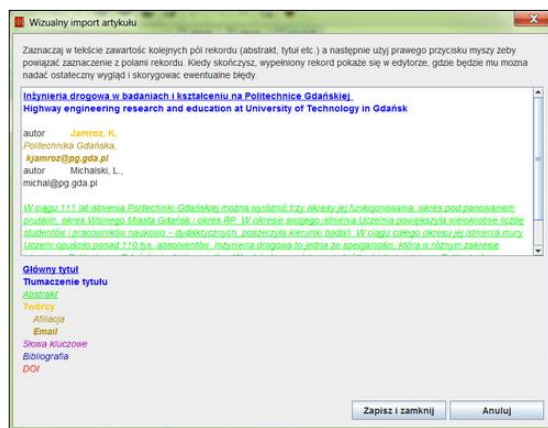 Wizualny import artykułu
Zaznaczaj w tekście zawartość kolejnych pól rekordu (abstrakt, tytuł etc.) a następnie użyj prawego przycisku myszy żeby
powiązać zaznaczenie z polami rekordu. Kiedy skończysz, wypełniony rekord pokaże się w edytorze, gdzie będzie mu można
nadać ostateczny wygląd i skorygowac ewentualne błędy.
Inżynieria drogowa w badaniach i kształceniu na Politechnice Gdańskiej
Highway engineering research and education at University of Technology in Gdańsk
autor Jamroz, K.
Politechnika Gdańska,
kjamroz@pg.gda.pl
autor Michalski, L.,
michal@pg.gda.pl
W ciągu 111 lat istnienia Politechniki Gdańskiej można wyróżnić trzy okresy jej funkcjonowania: okres pod panowaniem
pruskim, okres Wolnego Miasta Gdańsk i okres RP. W okresie swojego istnienia Uczelnia powiększyła wielokrotnie liczbę
studentów i pracowników naukowo - dydaktycznych, poszerzyła kierunki badań. W ciągu całego okresu jej istnienia mury
Uczelni opuściło ponad 110 tys. absolwentów. Inżynieria drogowa to jedna ze specjalności, która w różnym zakresie
Główny tytuł
Tłumaczenie tytułu
Abstrakt
Twórcy
Afiliacja
Email
Słowa kluczowe
Bibliografia
DOI
Zapisz i zamknij Anuluj